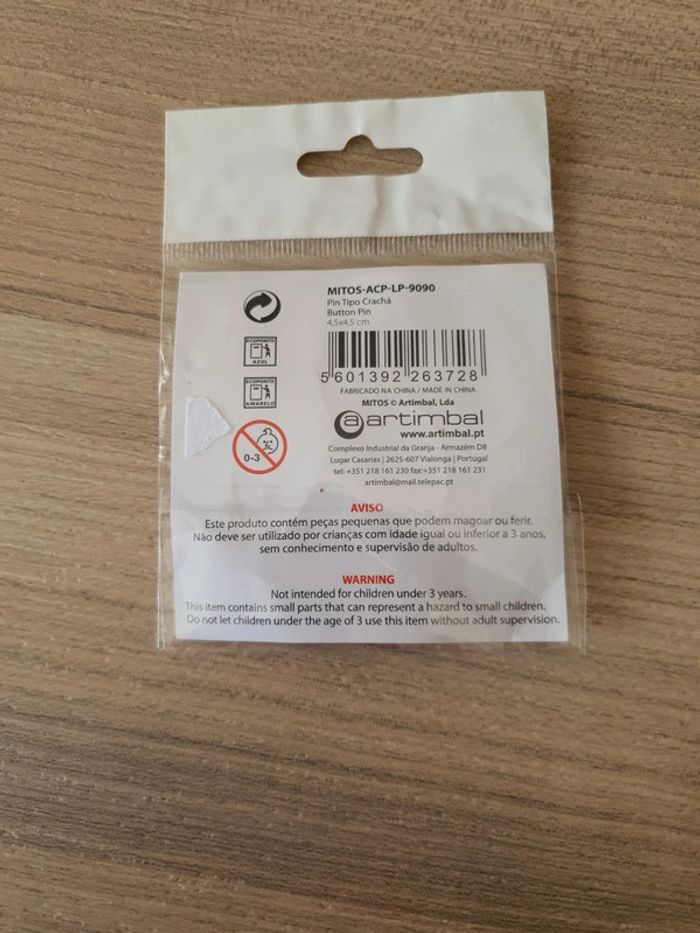 MITOS-ACP-LP-9090
Pin Tipo Crachá
Button Pin
4,5x4,5 cm
ECOPONTO
AZUL
ECOPONTO
AMARELO
0-3
5 601392 263728
FABRICADO NA CHINA / MADE IN CHINA
MITOS © Artimbal, Lda
a artimbal
www.artimbal.pt
Complexo Industrial da Granja - Armazém D8
Lugar Casarias | 2625-607 Vialonga | Portugal
tel: +351 218 161 230 fax:+351 218 161 231
artimbal@mail.telepac.pt
AVISO
Este produto contém peças pequenas que podem magoar ou ferir.
Não deve ser utilizado por crianças com idade igual ou inferior a 3 anos,
sem conhecimento e supervisão de adultos.
WARNING
Not intended for children under 3 years.
This item contains small parts that can represent a hazard to small children.
Do not let children under the age of 3 use this item without adult supervision.